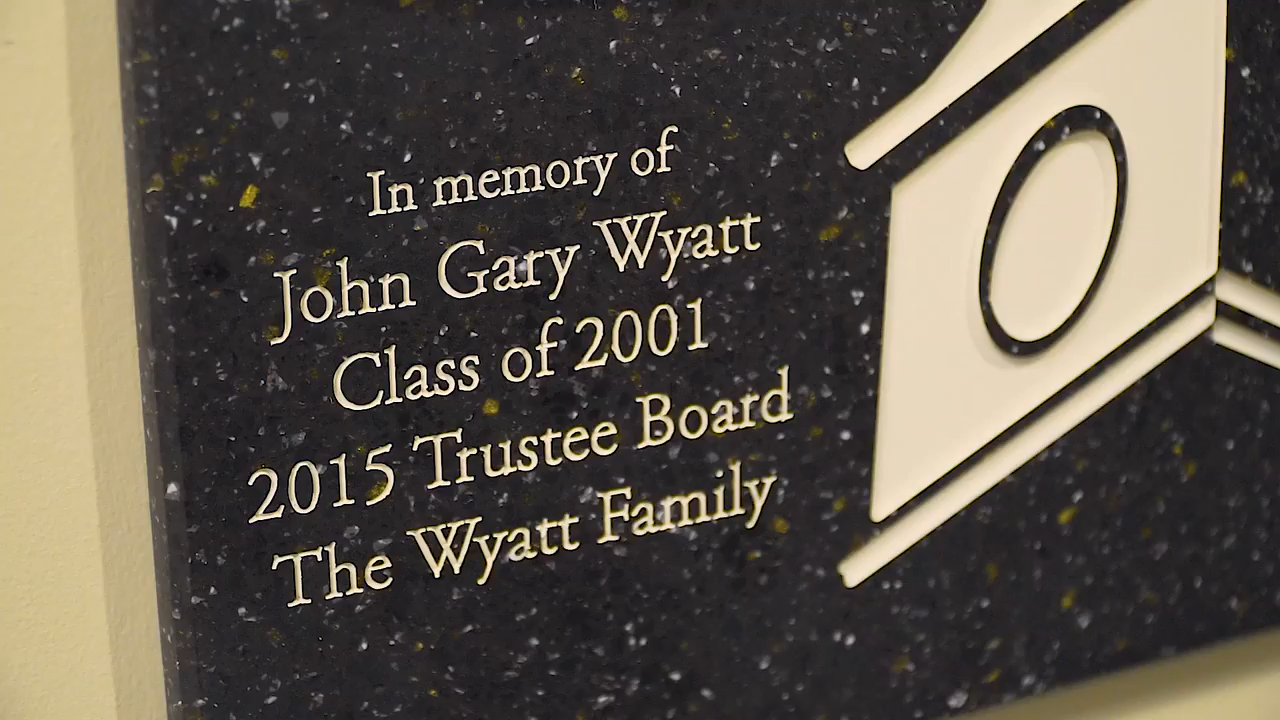 In memory of
John Gary Wyatt
Class of 2001
2015 Trustee Board
The Wyatt Family